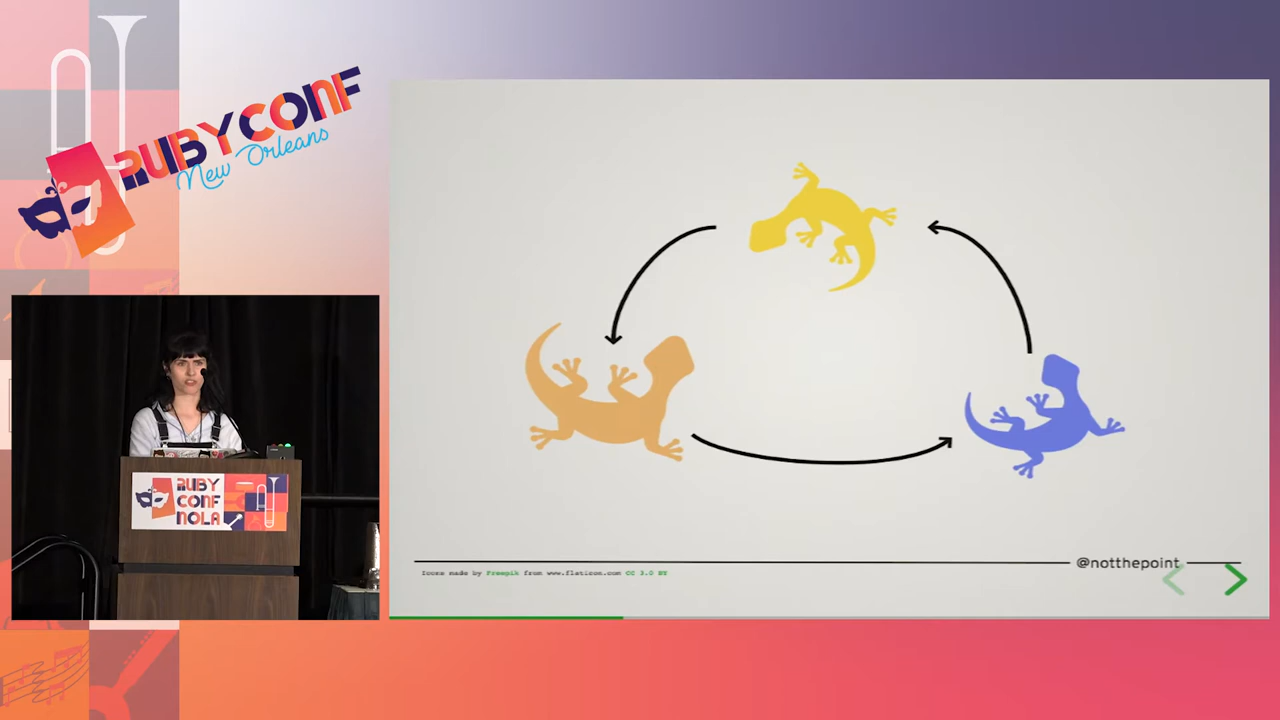 RUBYCONF
New Orleans
RUBY
CONF
NOLA
@notthepoint
Icons made by Freepik from www.flaticon.com CC 3.0 BY